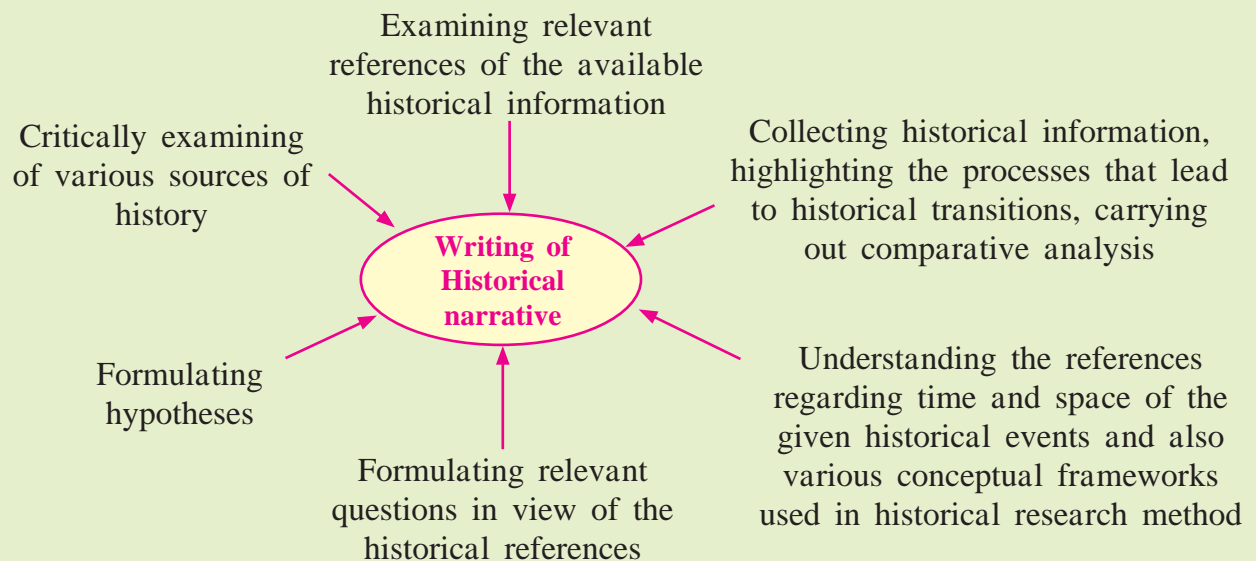 Examining relevant
references of the available
historical information
Critically examining
of various sources of
history
Collecting historical information,
highlighting the processes that lead
to historical transitions, carrying
out comparative analysis
Writing of
Historical
narrative
Formulating
hypotheses
Formulating relevant
questions in view of the
historical references
Understanding the references
regarding time and space of the
given historical events and also
various conceptual frameworks
used in historical research method